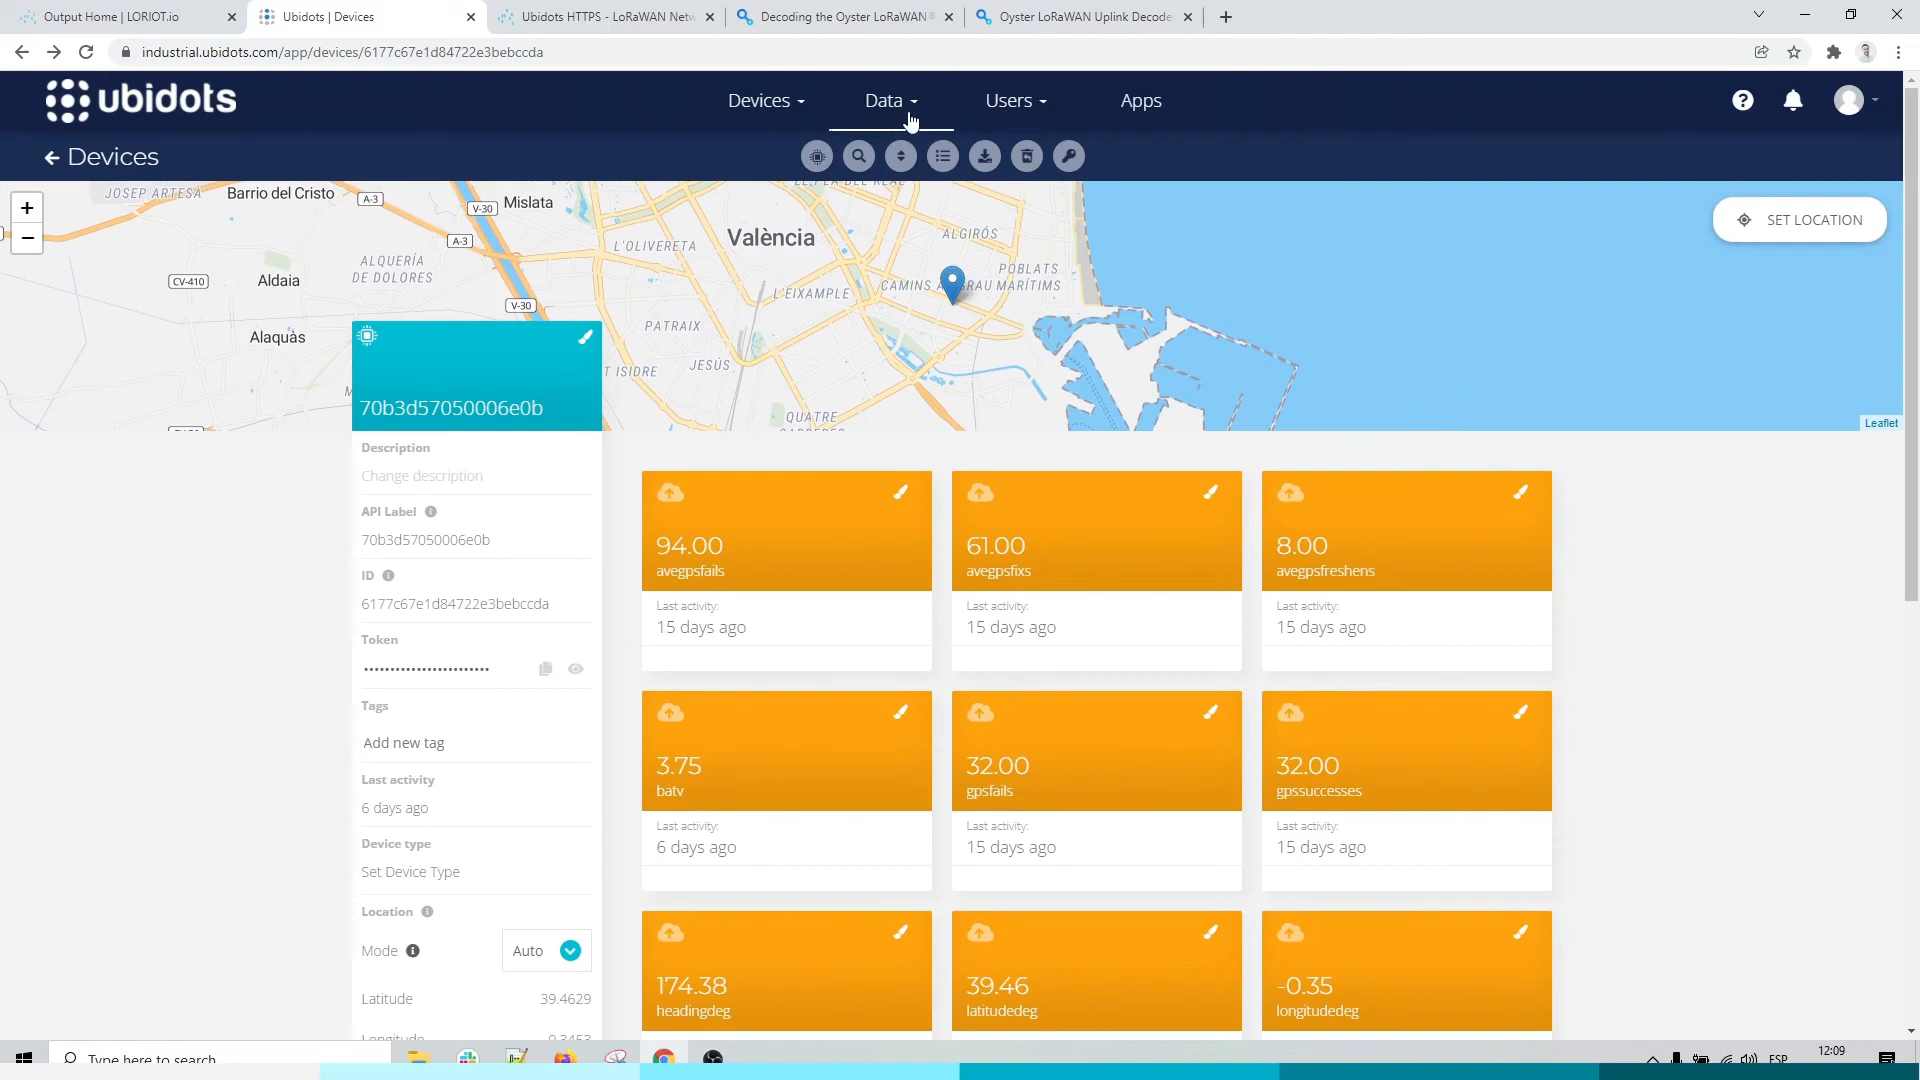 Output Home | LORIOT.io
Ubidots | Devices
Ubidots HTTPS - LoRaWAN Netw
Decoding the Oyster LoRaWAN®
Oyster LoRaWAN Uplink Decode
industrial.ubidots.com/app/devices/6177c67e1d84722e3bebccda
ubidots
Devices
Data
Users
Apps
Devices
JOSEP ARTESÀ
Barrio del Cristo
A-3
V-30
Mislata
València
L'OLIVERETA
ALGIRÓS
SET LOCATION
A-3
ALQUERÍA
DE DOLORES
POBLATS
CV-410
Aldaia
L'EIXAMPLE
MARÍTIMS
V-30
Alaquàs
PATRAIX
JESÚS
T ISIDRE
QUATRE
Leaflet
70b3d57050006e0b
Description
Change description
API Label
70b3d57050006e0b
ID
6177c67e1d84722e3bebccda
Token
••••••••••••••••••••••••
Tags
Add new tag
Last activity
6 days ago
Device type
Set Device Type
Location
Mode
Auto
Latitude
39.4629
Longitude
0.3453
94.00
avegpsfails
Last activity:
15 days ago
61.00
avegpsfixs
Last activity:
15 days ago
8.00
avegpsfreshens
Last activity:
15 days ago
3.75
batv
Last activity:
6 days ago
32.00
gpsfails
Last activity:
15 days ago
32.00
gpssuccesses
Last activity:
15 days ago
174.38
headingdeg
39.46
latitudedeg
-0.35
longitudedeg
Type here to search
ESP
12:09